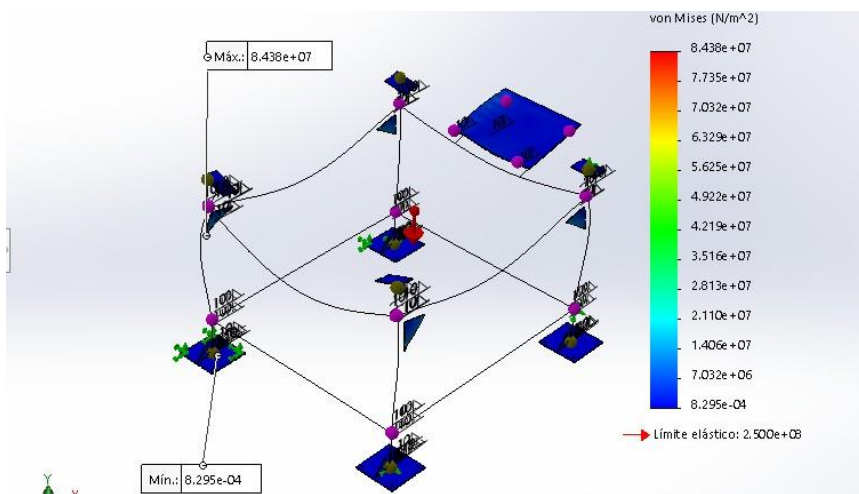 von Mises (N/m^2)
Máx.: 8.438e+07
8.438e+07
7.735e+07
7.032e+07
6.329e+07
5.625e+07
4.922e+07
4.219e+07
3.516e+07
2.813e+07
2.110e+07
1.406e+07
7.032e+06
8.295e-04
Límite elástico: 2.500e+08
Mín.: 8.295e-04
Y
X